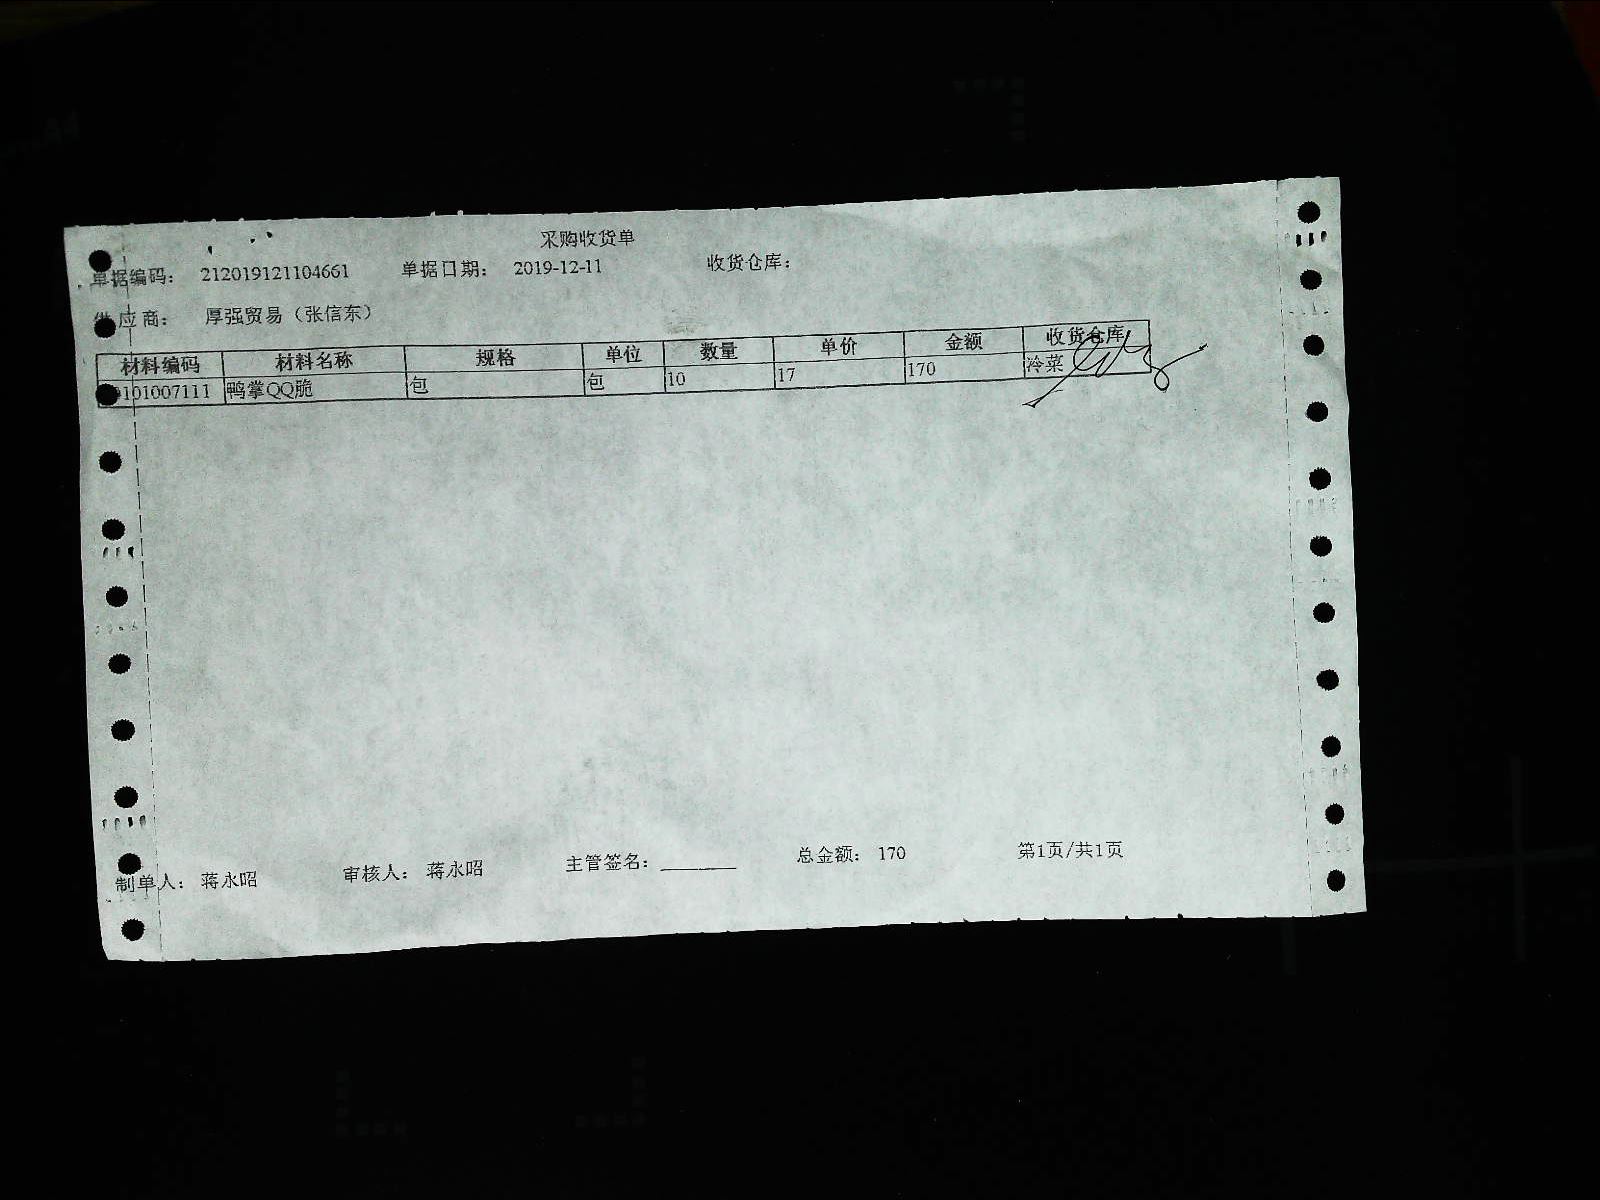 采购收货单
单据编码： 212019121104661 单据日期： 2019-12-11 收货仓库：
供应商： 厚强贸易（张信东）
材料编码 材料名称 规格 单位 数量 单价 金额 收货仓库
101007111 鸭掌QQ脆 包 包 10 17 170 冷菜
制单人： 蒋永昭 审核人： 蒋永昭 主管签名：________ 总金额： 170 第1页/共1页